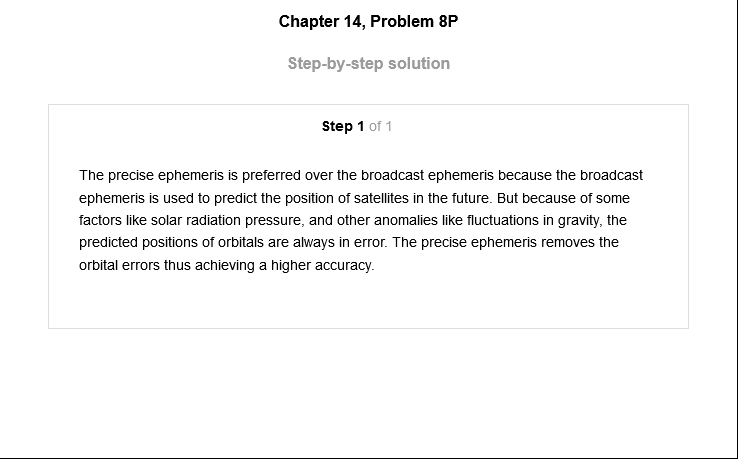 Chapter 14, Problem 8P
Step-by-step solution
Step 1 of 1
The precise ephemeris is preferred over the broadcast ephemeris because the broadcast
ephemeris is used to predict the position of satellites in the future. But because of some
factors like solar radiation pressure, and other anomalies like fluctuations in gravity, the
predicted positions of orbitals are always in error. The precise ephemeris removes the
orbital errors thus achieving a higher accuracy.